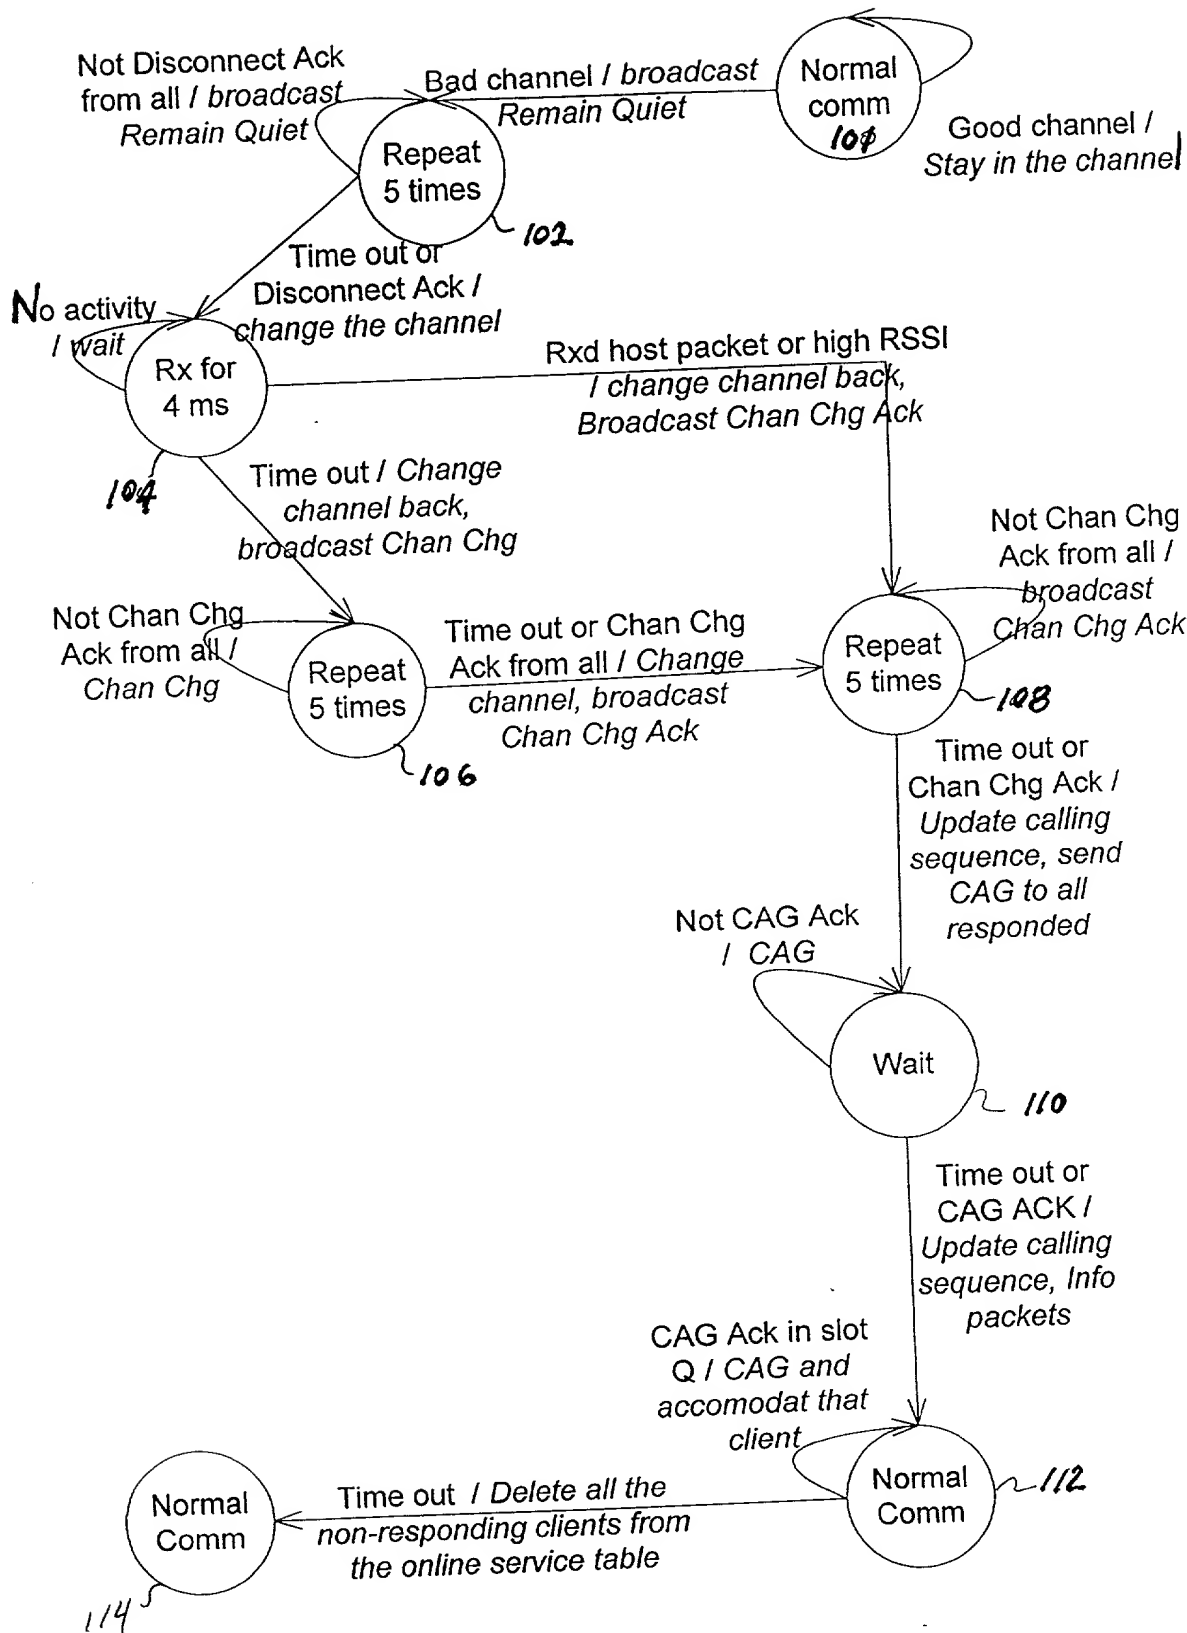 Not Disconnect Ack
from all / broadcast
Remain Quiet
Bad channel / broadcast
Remain Quiet
Normal
comm
Good channel /
Stay in the channel
Repeat
5 times
102
Time out or
Disconnect Ack /
change the channel
No activity
/ wait
Rx for
4 ms
104
Rxd host packet or high RSSI
/ change channel back,
Broadcast Chan Chg Ack
Time out / Change
channel back,
broadcast Chan Chg
Not Chan Chg
Ack from all /
broadcast
Chan Chg Ack
Not Chan Chg
Ack from all /
Chan Chg
Repeat
5 times
106
Time out or Chan Chg
Ack from all / Change
channel, broadcast
Chan Chg Ack
Repeat
5 times
108
Time out or
Chan Chg Ack /
Update calling
sequence, send
CAG to all
responded
Not CAG Ack
/ CAG
Wait
110
Time out or
CAG ACK /
Update calling
sequence, Info
packets
CAG Ack in slot
Q / CAG and
accomodat that
client
Normal
Comm
112
Time out / Delete all the
non-responding clients from
the online service table
Normal
Comm
114